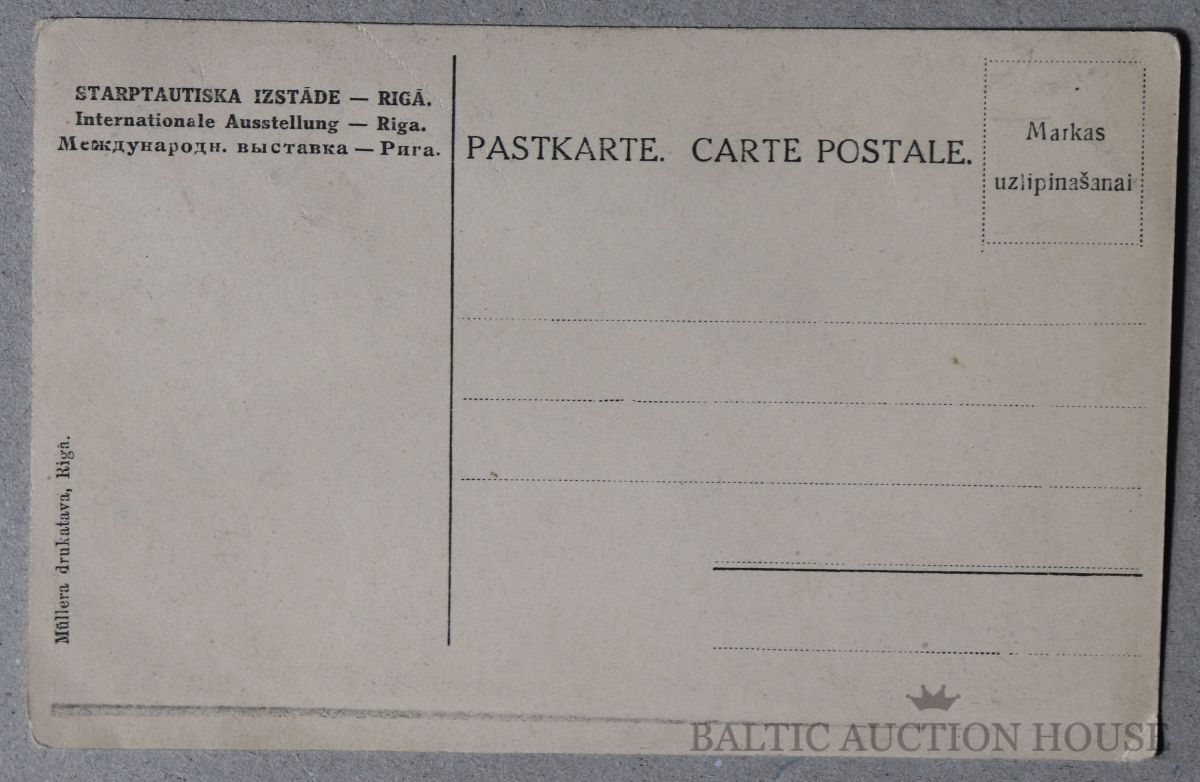 STARPTAUTISKA IZSTĀDE — RIGĀ.
Internationale Ausstellung — Riga.
Международн. выставка — Рига.
PASTKARTE. CARTE POSTALE.
Markas
uzlipinašanai
Müllera drukatava, Rigā.
BALTIC AUCTION HOUSE